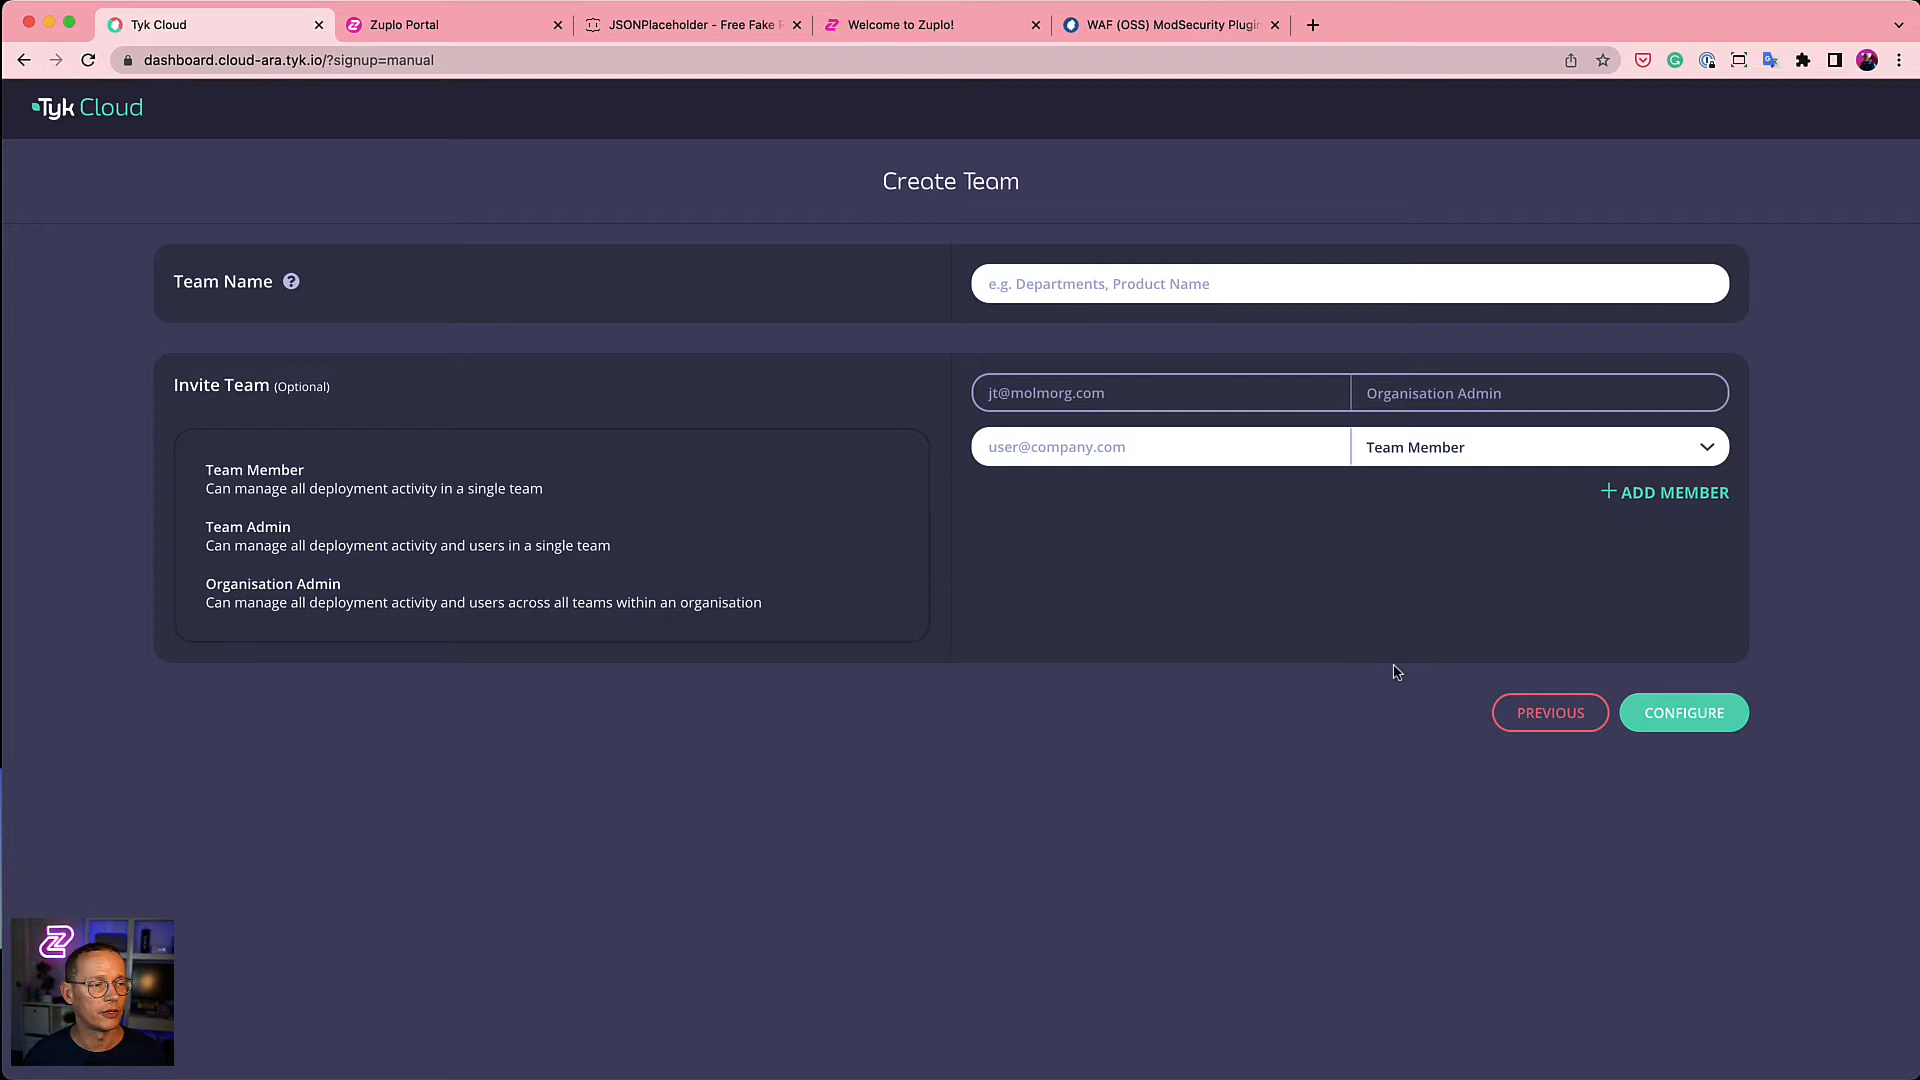 Tyk Cloud
Zuplo Portal
JSONPlaceholder - Free Fake R
Welcome to Zuplo!
WAF (OSS) ModSecurity Plugin
dashboard.cloud-ara.tyk.io/?signup=manual
Tyk Cloud
Create Team
Team Name ?
e.g. Departments, Product Name
Invite Team (Optional)
jt@molmorg.com
Organisation Admin
user@company.com
Team Member
+ ADD MEMBER
Team Member
Can manage all deployment activity in a single team
Team Admin
Can manage all deployment activity and users in a single team
Organisation Admin
Can manage all deployment activity and users across all teams within an organisation
PREVIOUS
CONFIGURE